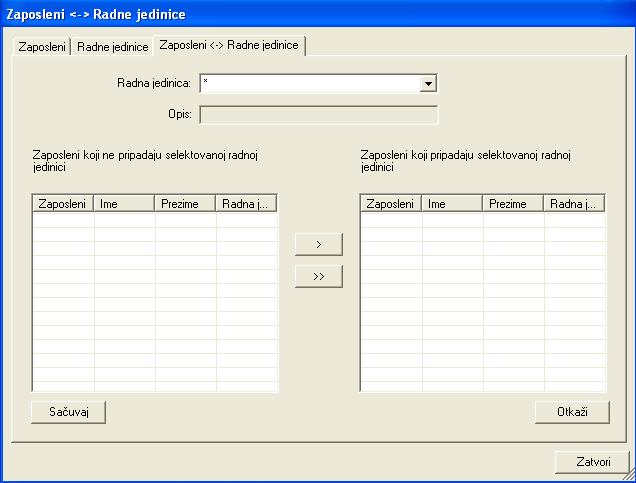 Zaposleni <-> Radne jedinice
Zaposleni Radne jedinice Zaposleni <-> Radne jedinice
Radna jedinica: *
Opis:
Zaposleni koji ne pripadaju selektovanoj radnoj
jedinici
Zaposleni koji pripadaju selektovanoj radnoj
jedinici
Zaposleni Ime Prezime Radna j...
Zaposleni Ime Prezime Radna j...
>
>>
Sačuvaj
Otkaži
Zatvori